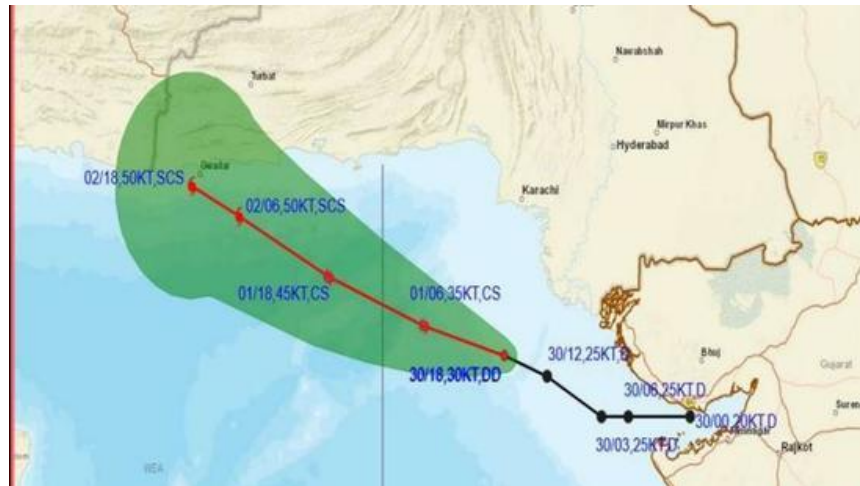 Nawabshah
Turbat
Mirpur Khas
Hyderabad
Gwadar
02/18,50KT,SCS
Karachi
02/06,50KT,SCS
01/18,45KT,CS
01/06,35KT,CS
30/12,25KT,D
Bhuj
30/18,30KT,DD
Gujarat
30/06,25KT,D
30/00,20KT,D
Suren
30/03,25KT,D
Rajkot